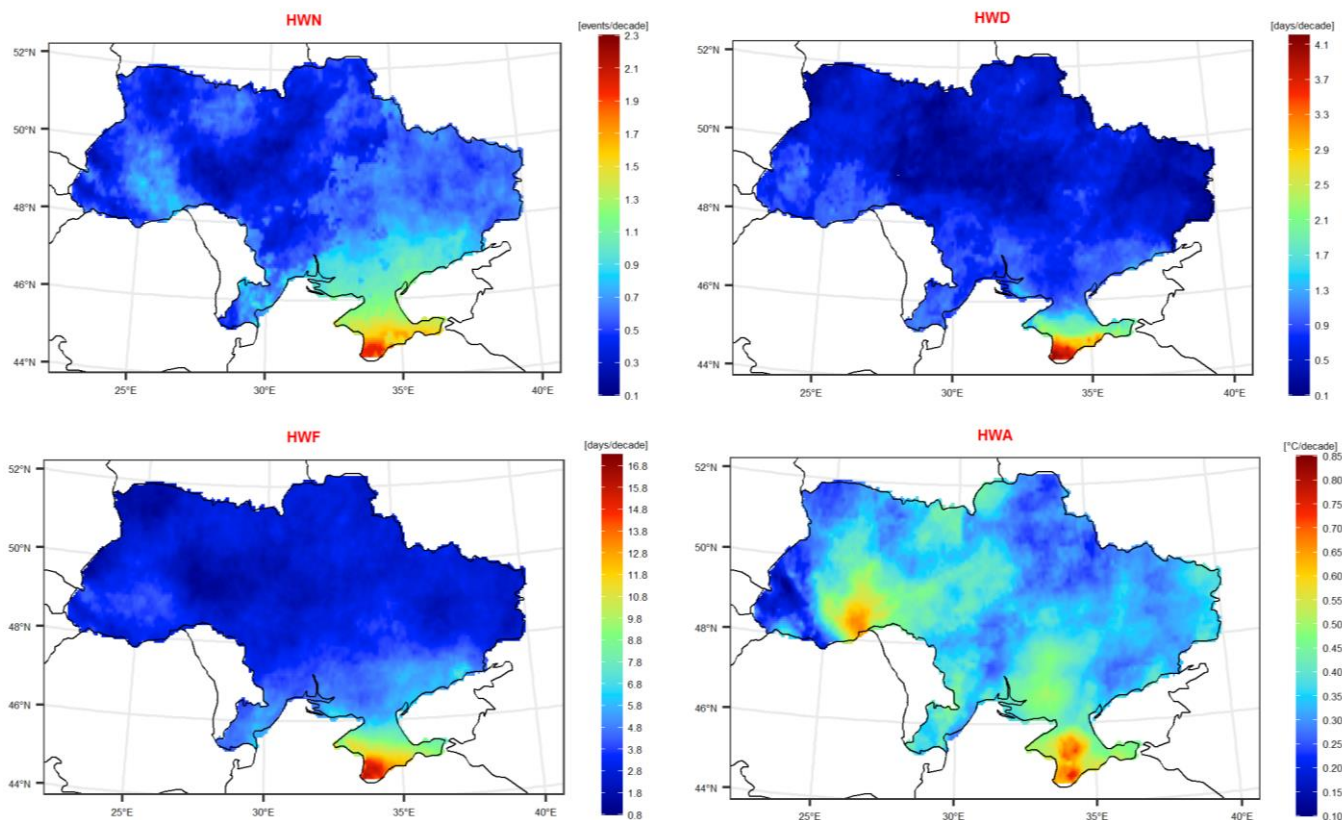 HWN
[events/decade]
52°N
50°N
48°N
46°N
44°N
25°E
30°E
35°E
40°E
2.3
2.1
1.9
1.7
1.5
1.3
1.1
0.9
0.7
0.5
0.3
0.1
HWD
[days/decade]
52°N
50°N
48°N
46°N
44°N
25°E
30°E
35°E
40°E
4.1
3.7
3.3
2.9
2.5
2.1
1.7
1.3
0.9
0.5
0.1
HWF
[days/decade]
52°N
50°N
48°N
46°N
44°N
25°E
30°E
35°E
40°E
16.8
15.8
14.8
13.8
12.8
11.8
10.8
9.8
8.8
7.8
6.8
5.8
4.8
3.8
2.8
1.8
0.8
HWA
[°C/decade]
52°N
50°N
48°N
46°N
44°N
25°E
30°E
35°E
40°E
0.85
0.80
0.75
0.70
0.65
0.60
0.55
0.50
0.45
0.40
0.35
0.30
0.25
0.20
0.15
0.10